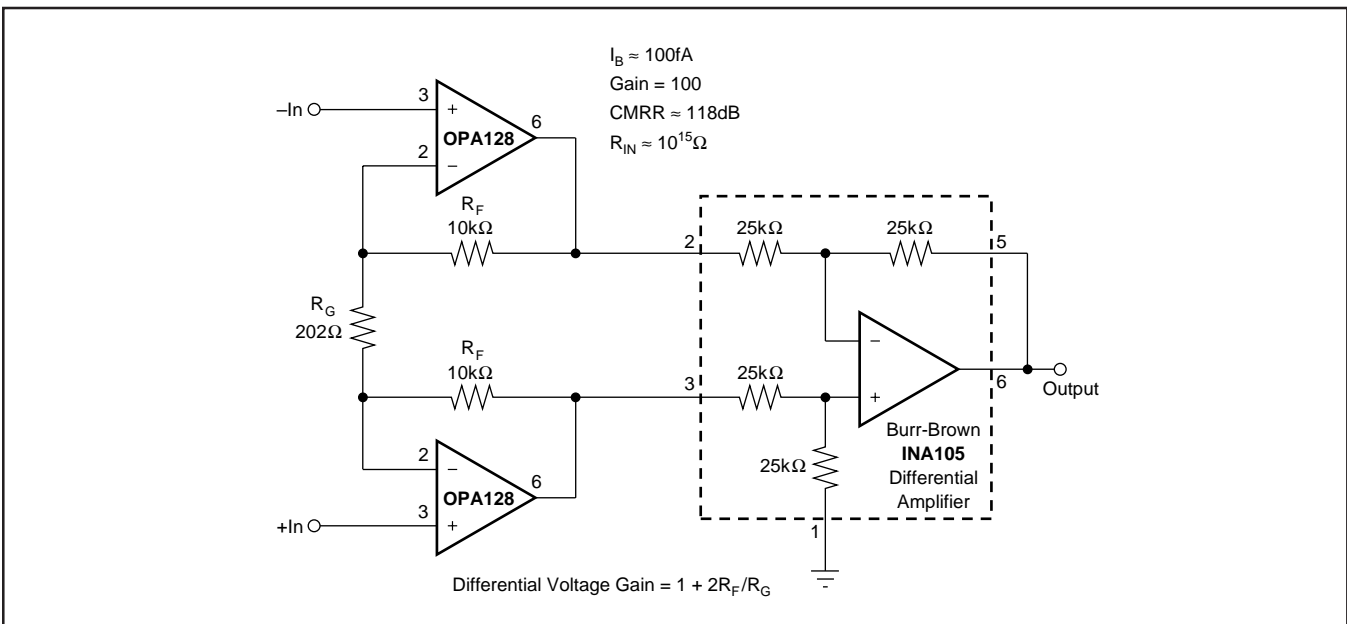 I_B ≈ 100fA
Gain = 100
CMRR ≈ 118dB
R_IN ≈ 10^15Ω
–In
3
+
OPA128
6
2
–
R_F
10kΩ
R_G
202Ω
R_F
10kΩ
2
–
OPA128
6
3
+
+In
2
25kΩ
25kΩ
5
–
3
25kΩ
+
6
Output
25kΩ
Burr-Brown
INA105
Differential
Amplifier
1
Differential Voltage Gain = 1 + 2R_F/R_G